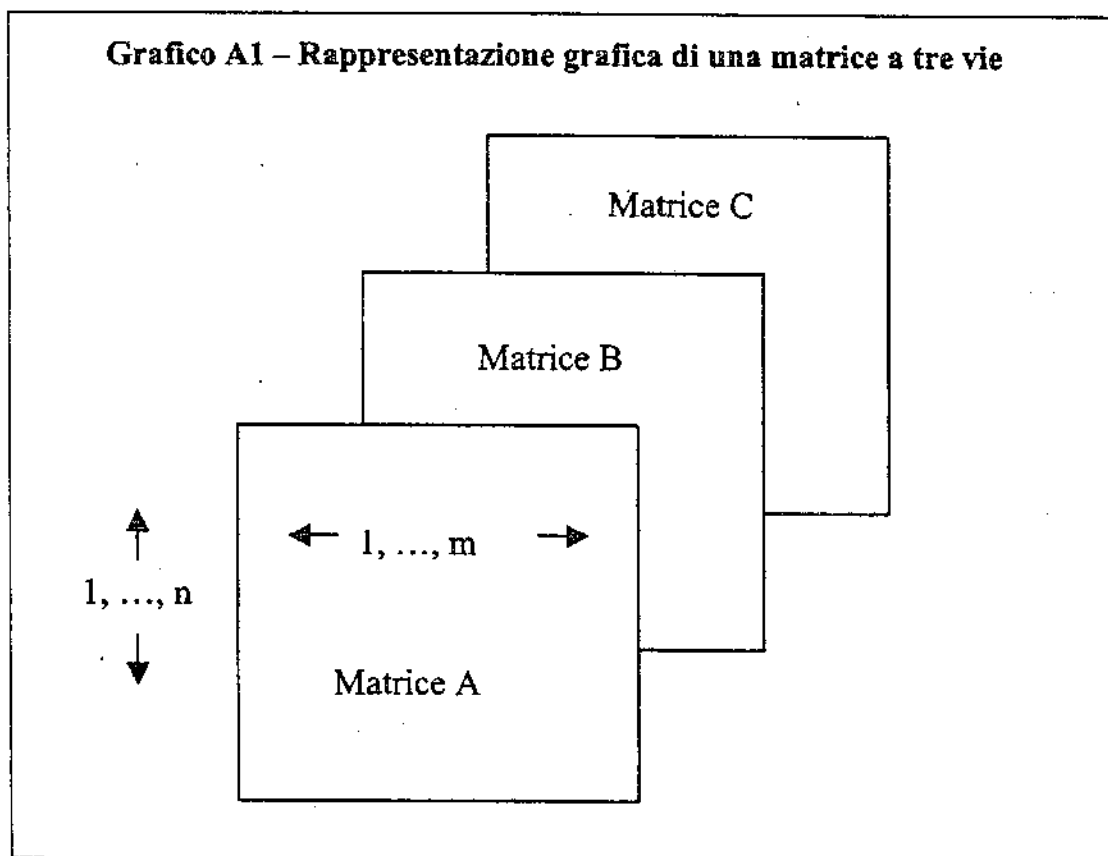 Grafico A1 – Rappresentazione grafica di una matrice a tre vie
Matrice C
Matrice B
1, ..., m
1, ..., n
Matrice A